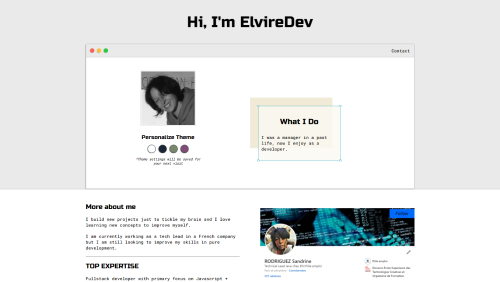 Hi, I'm ElvireDev
Contact
Personalize Theme
*Theme settings will be saved for
your next visit
What I Do
I was a manager in a past
life, now I enjoy as a
developer.
More about me
I build new projects just to tickle my brain and I love
learning new concepts to improve myself.
I am currently working as a tech lead in a French company
but I am still looking to improve my skills in pure
development.
TOP EXPERTISE
Fullstack developer with primary focus on Javascript +
Follow
RODRIGUEZ Sandrine